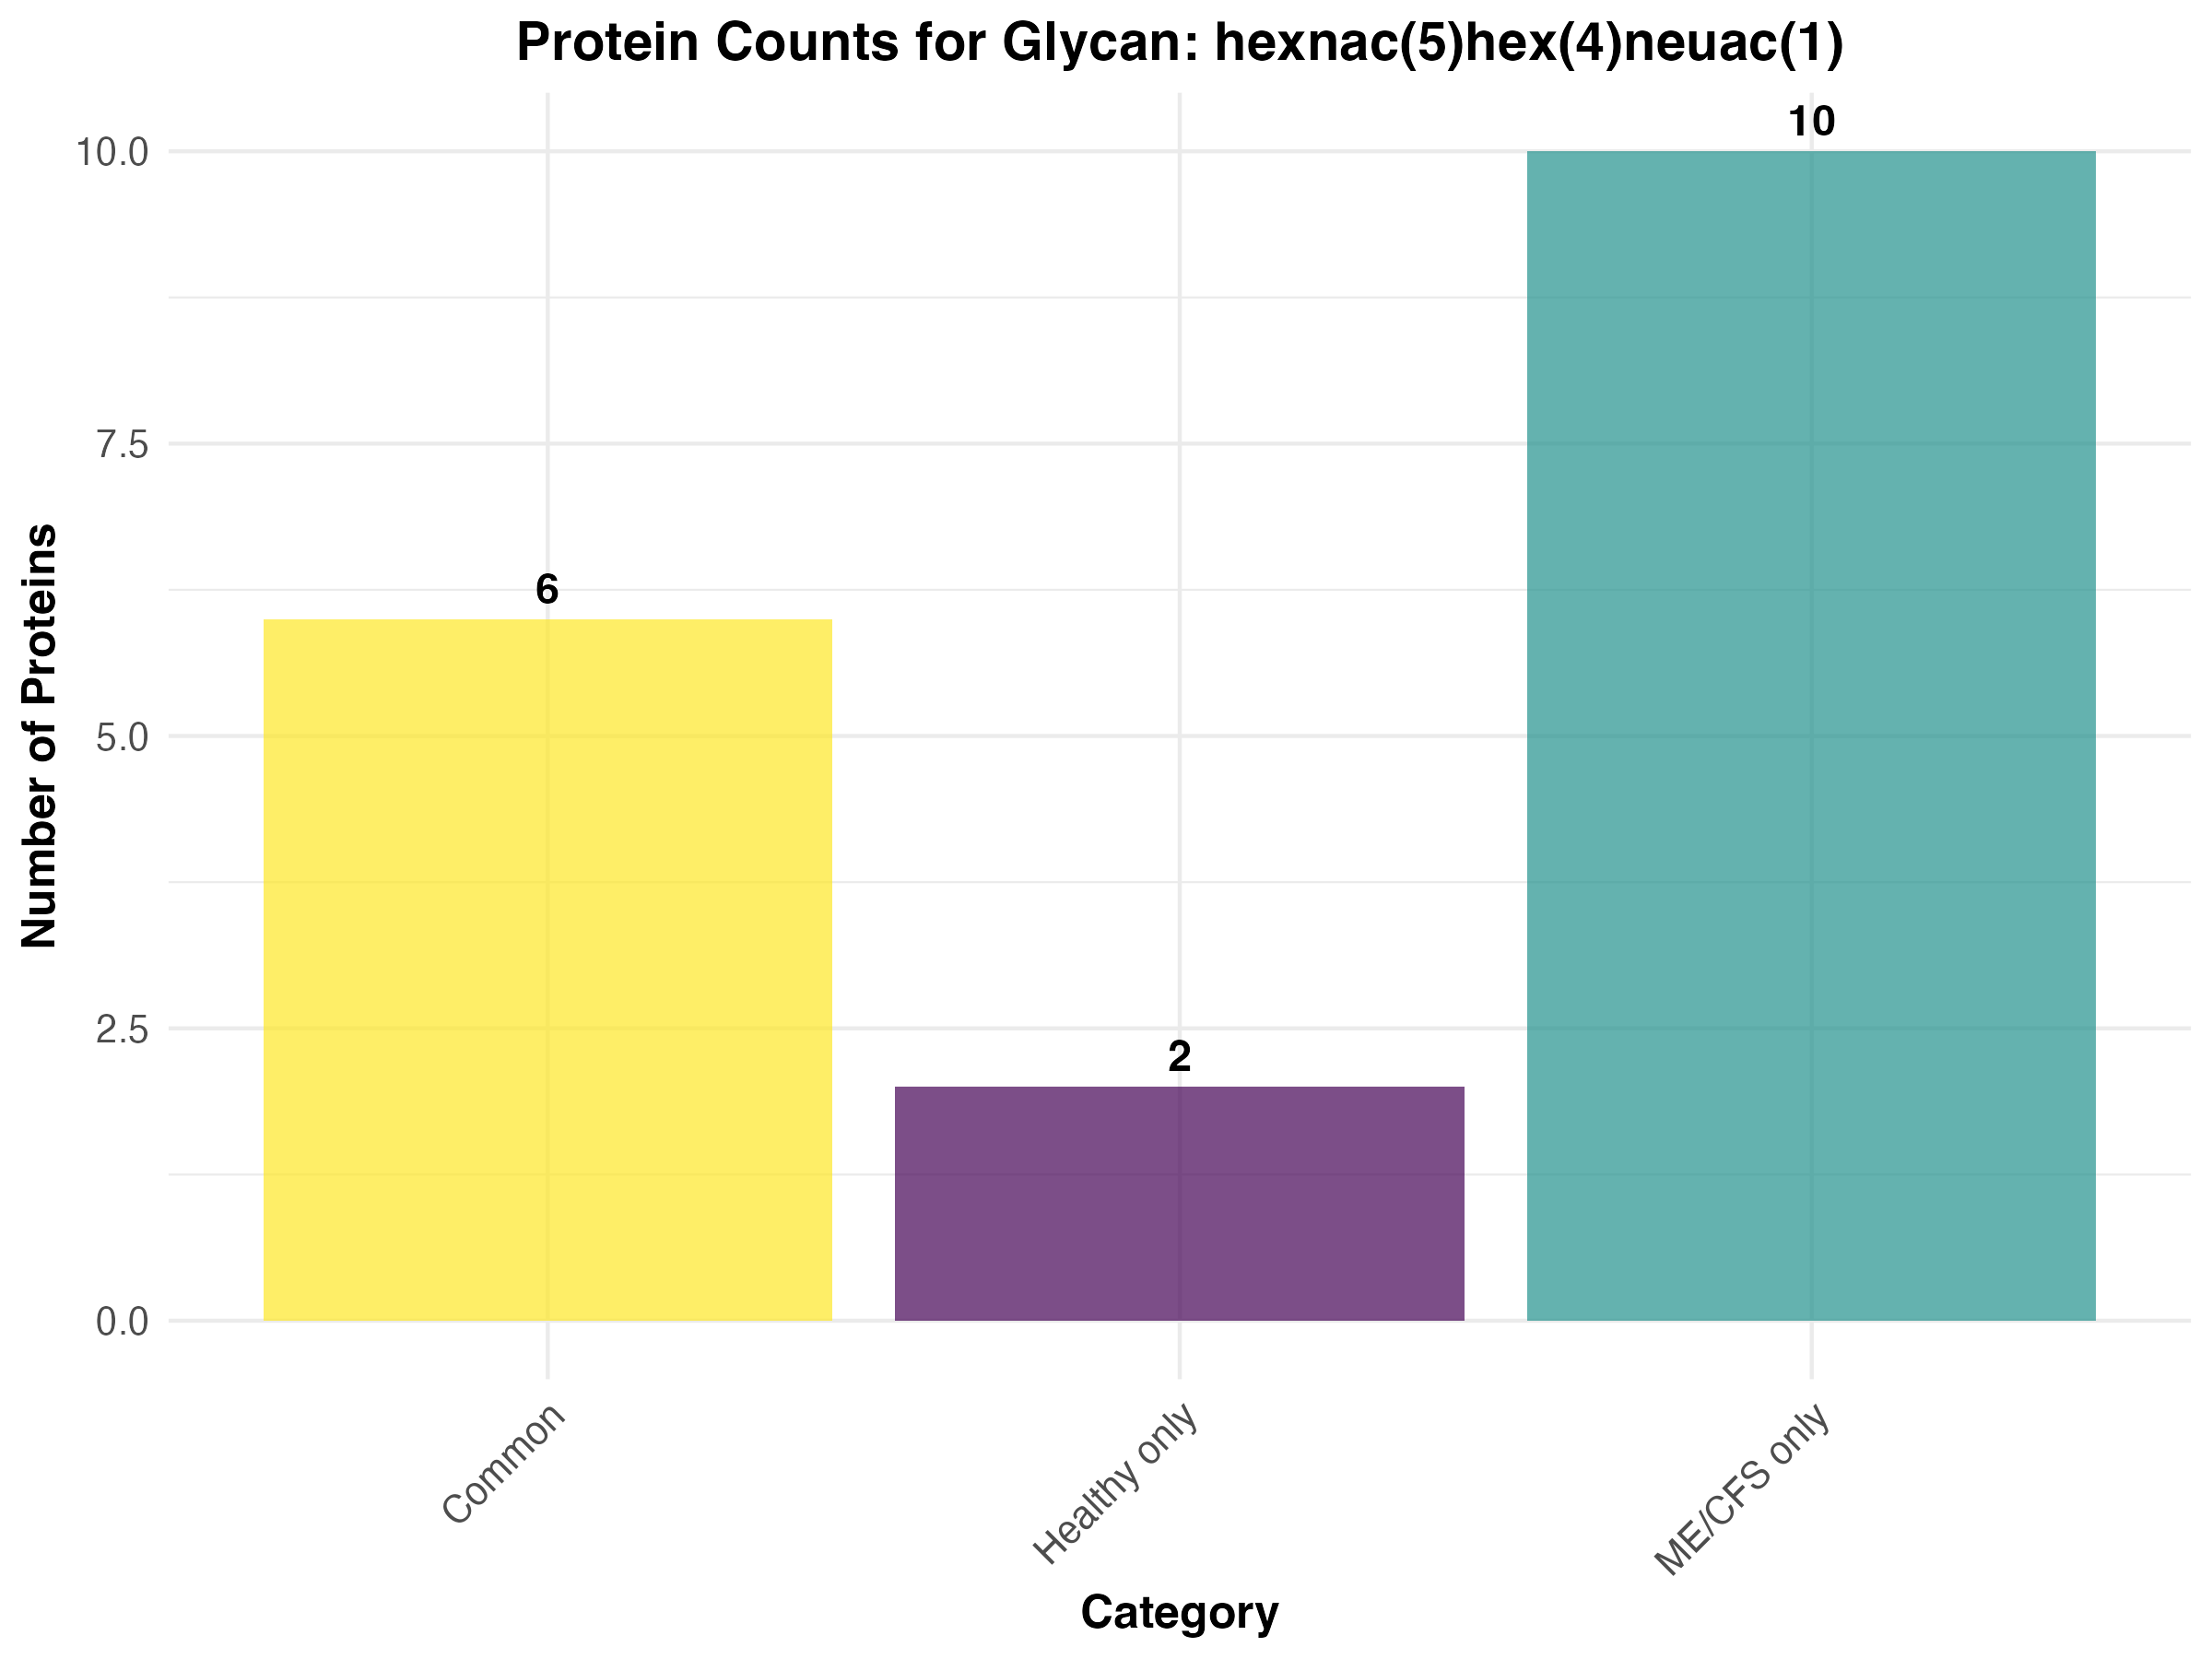 Protein Counts for Glycan: hexnac(5)hex(4)neuac(1)
Number of Proteins
10.0
7.5
5.0
2.5
0.0
6
2
10
Common
Healthy only
ME/CFS only
Category